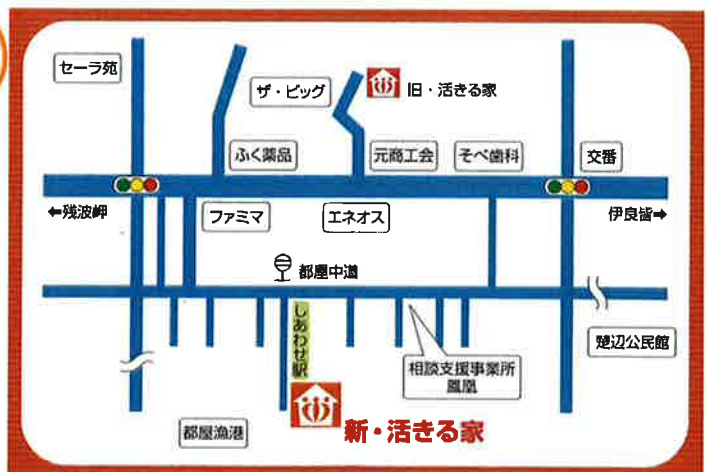 セーラ苑
ザ・ビッグ
旧・活きる家
ふく薬品
元商工会
そべ歯科
交番
←残波岬
ファミマ
エネオス
伊良皆→
都屋中通
しあわせ駅
楚辺公民館
相談支援事業所
鳳凰
都屋漁港
新・活きる家